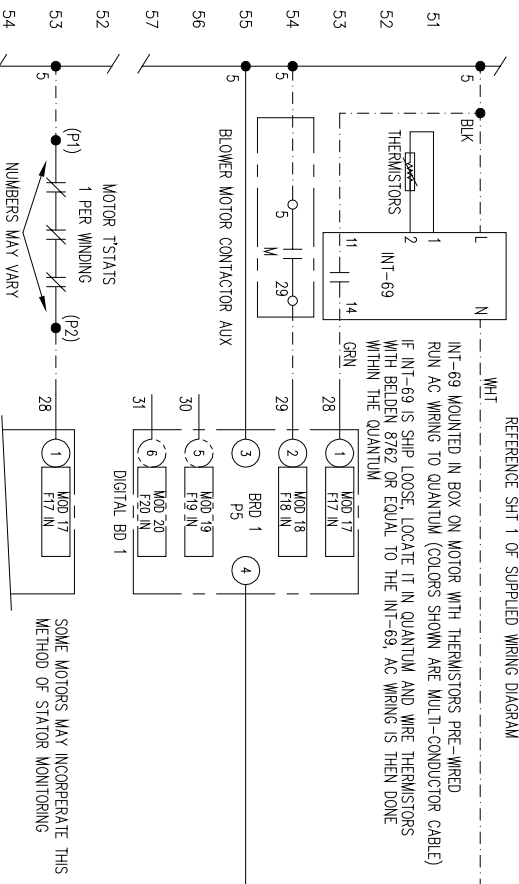 REFERENCE SHT 1 OF SUPPLIED WIRING DIAGRAM
51
52
53
54
55
56
57
5
BLK
L
N
WHT
THERMISTORS
1
2
INT-69
11
14
GRN
INT-69 MOUNTED IN BOX ON MOTOR WITH THERMISTORS PRE-WIRED
RUN AC WIRING TO QUANTUM (COLORS SHOWN ARE MULTI-CONDUCTOR CABLE)
IF INT-69 IS SHIP LOOSE, LOCATE IT IN QUANTUM AND WIRE THERMISTORS
WITH BELDEN 8762 OR EQUAL TO THE INT-69, AC WIRING IS THEN DONE
WITHIN THE QUANTUM
28
1
MOD 17
F17 IN
5
5
M
29
29
2
MOD 18
F18 IN
BLOWER MOTOR CONTACTOR AUX
5
3
BRD 1
P5
4
30
5
MOD 19
F19 IN
31
6
MOD 20
F20 IN
DIGITAL BD 1
52
53
54
5
(P1)
MOTOR T'STATS
1 PER WINDING
(P2)
NUMBERS MAY VARY
28
1
MOD 17
F17 IN
SOME MOTORS MAY INCORPERATE THIS
METHOD OF STATOR MONITORING